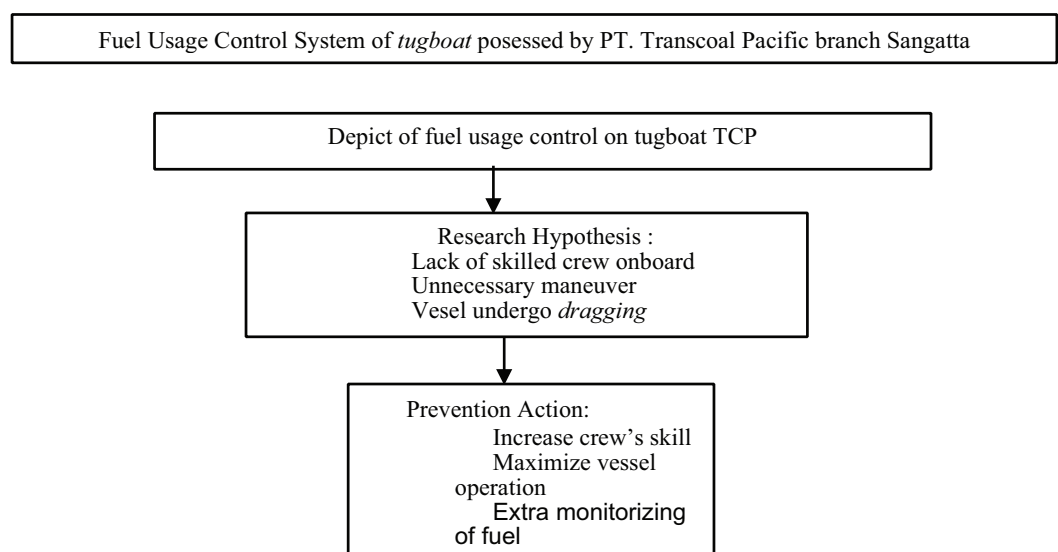 Fuel Usage Control System of tugboat posessed by PT. Transcoal Pacific branch Sangatta
Depict of fuel usage control on tugboat TCP
Research Hypothesis :
Lack of skilled crew onboard
Unnecessary maneuver
Vesel undergo dragging
Prevention Action:
Increase crew’s skill
Maximize vessel
operation
Extra monitorizing
of fuel